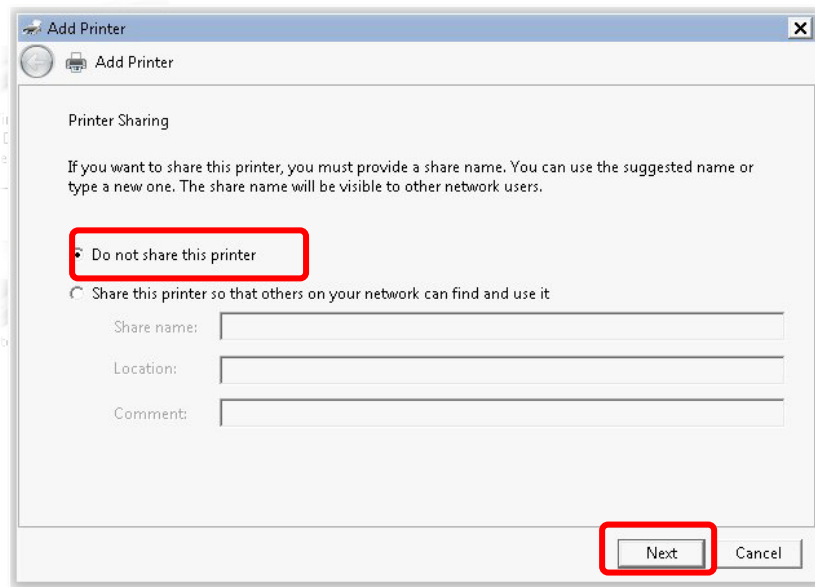 Add Printer
Add Printer
Printer Sharing
If you want to share this printer, you must provide a share name. You can use the suggested name or
type a new one. The share name will be visible to other network users.
Do not share this printer
Share this printer so that others on your network can find and use it
Share name:
Location:
Comment:
Next Cancel